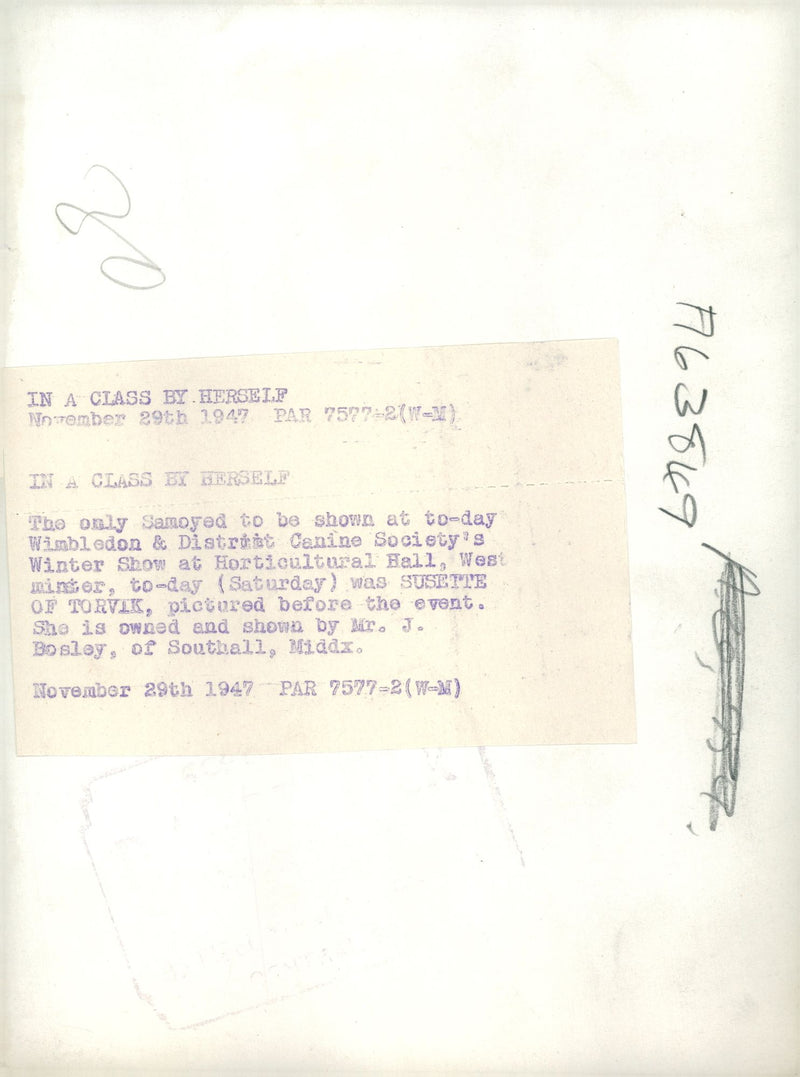 IN A CLASS BY HERSELF
November 29th 1947 PAR 7577-2(W-M)
IN A CLASS BY HERSELF
The only Samoyed to be shown at to-day
Wimbledon & District Canine Society's
Winter Show at Horticultural Hall, West
minster, to-day (Saturday) was SUSETTE
OF TORVIK, pictured before the event.
She is owned and shown by Mr. J.
Bosley, of Southall, Middx.
November 29th 1947 PAR 7577-2(W-M)
A763849